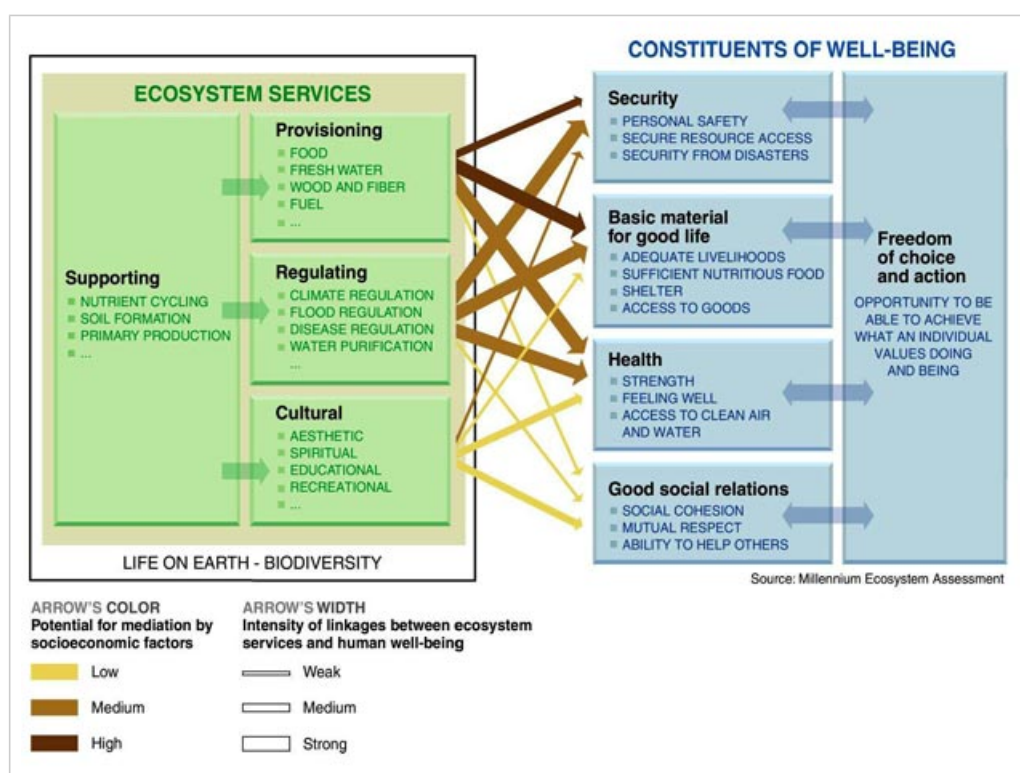 ECOSYSTEM SERVICES
Supporting
NUTRIENT CYCLING
SOIL FORMATION
PRIMARY PRODUCTION
...
Provisioning
FOOD
FRESH WATER
WOOD AND FIBER
FUEL
...
Regulating
CLIMATE REGULATION
FLOOD REGULATION
DISEASE REGULATION
WATER PURIFICATION
...
Cultural
AESTHETIC
SPIRITUAL
EDUCATIONAL
RECREATIONAL
...
LIFE ON EARTH - BIODIVERSITY
CONSTITUENTS OF WELL-BEING
Security
PERSONAL SAFETY
SECURE RESOURCE ACCESS
SECURITY FROM DISASTERS
Basic material
for good life
ADEQUATE LIVELIHOODS
SUFFICIENT NUTRITIOUS FOOD
SHELTER
ACCESS TO GOODS
Health
STRENGTH
FEELING WELL
ACCESS TO CLEAN AIR
AND WATER
Good social relations
SOCIAL COHESION
MUTUAL RESPECT
ABILITY TO HELP OTHERS
Freedom
of choice
and action
OPPORTUNITY TO BE
ABLE TO ACHIEVE
WHAT AN INDIVIDUAL
VALUES DOING
AND BEING
Source: Millennium Ecosystem Assessment
ARROW'S COLOR
Potential for mediation by
socioeconomic factors
Low
Medium
High
ARROW'S WIDTH
Intensity of linkages between ecosystem
services and human well-being
Weak
Medium
Strong